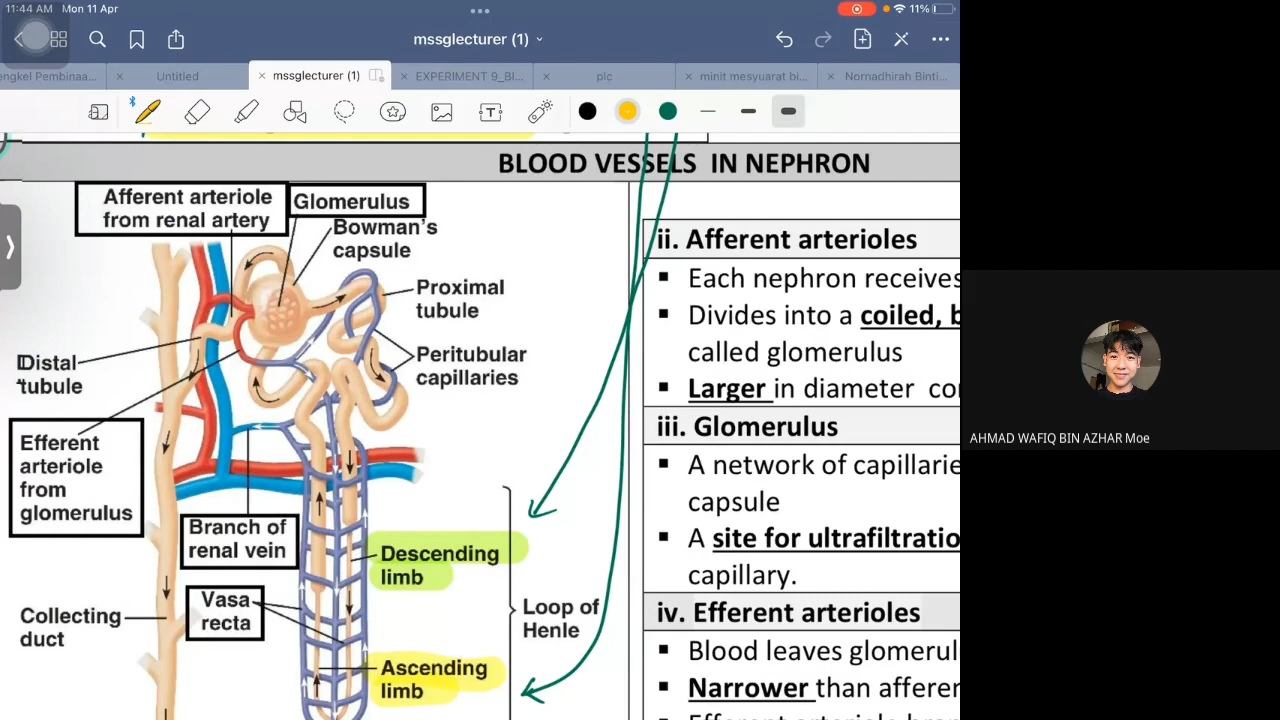 11:44 AM Mon 11 Apr
11%
mssglecturer (1)
engkel Pembinaa...
Untitled
mssglecturer (1)
EXPERIMENT 9_BI...
plc
minit mesyuarat bi...
Nornadhirah Binti...
BLOOD VESSELS IN NEPHRON
Afferent arteriole
from renal artery
Glomerulus
Bowman's
capsule
Proximal
tubule
Peritubular
capillaries
Distal
tubule
Efferent
arteriole
from
glomerulus
Branch of
renal vein
Descending
limb
Vasa
recta
Loop of
Henle
Collecting
duct
Ascending
limb
ii. Afferent arterioles
▪ Each nephron receives
▪ Divides into a coiled, b
called glomerulus
▪ Larger in diameter co
iii. Glomerulus
▪ A network of capillarie
capsule
▪ A site for ultrafiltratio
capillary.
iv. Efferent arterioles
▪ Blood leaves glomerul
▪ Narrower than afferen
AHMAD WAFIQ BIN AZHAR Moe